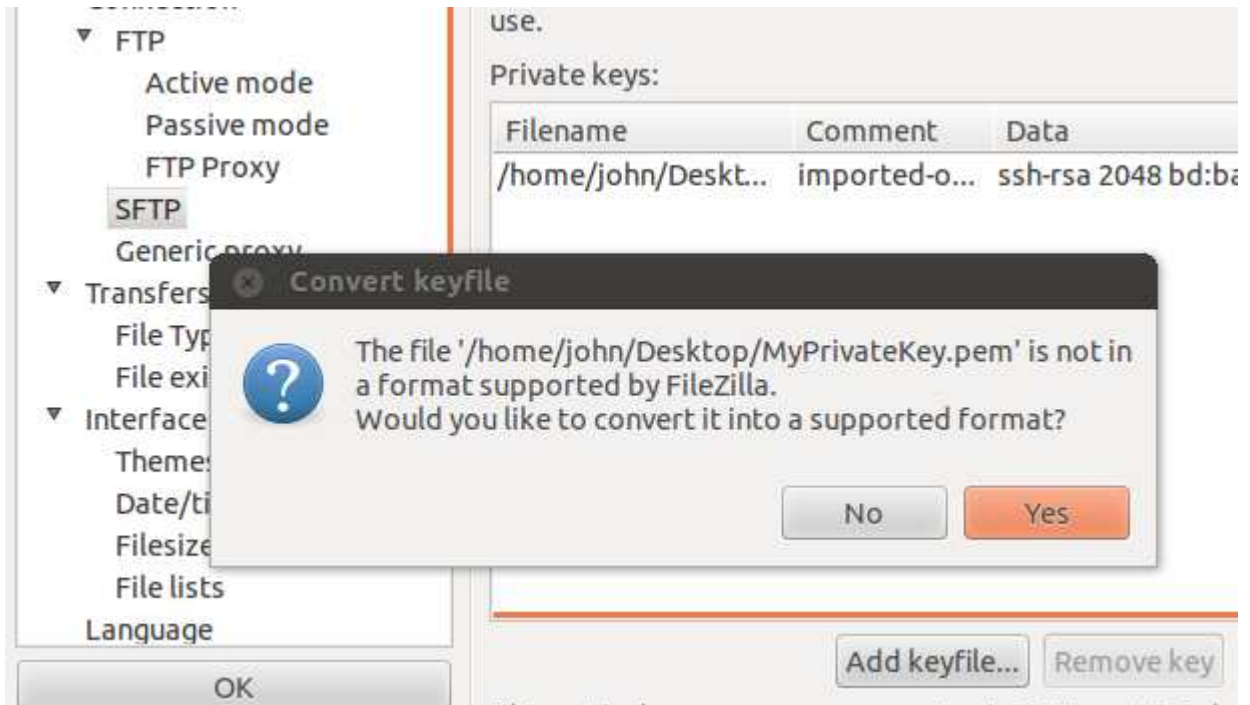 FTP
Active mode
Passive mode
FTP Proxy
SFTP
Generic proxy
Transfers
File Typ
File exi
Interface
Themes
Date/ti
Filesize
File lists
Language
OK
use.
Private keys:
Filename Comment Data
/home/john/Deskt... imported-o... ssh-rsa 2048 bd:ba
Convert keyfile
The file '/home/john/Desktop/MyPrivateKey.pem' is not in
a format supported by FileZilla.
Would you like to convert it into a supported format?
No Yes
Add keyfile... Remove key